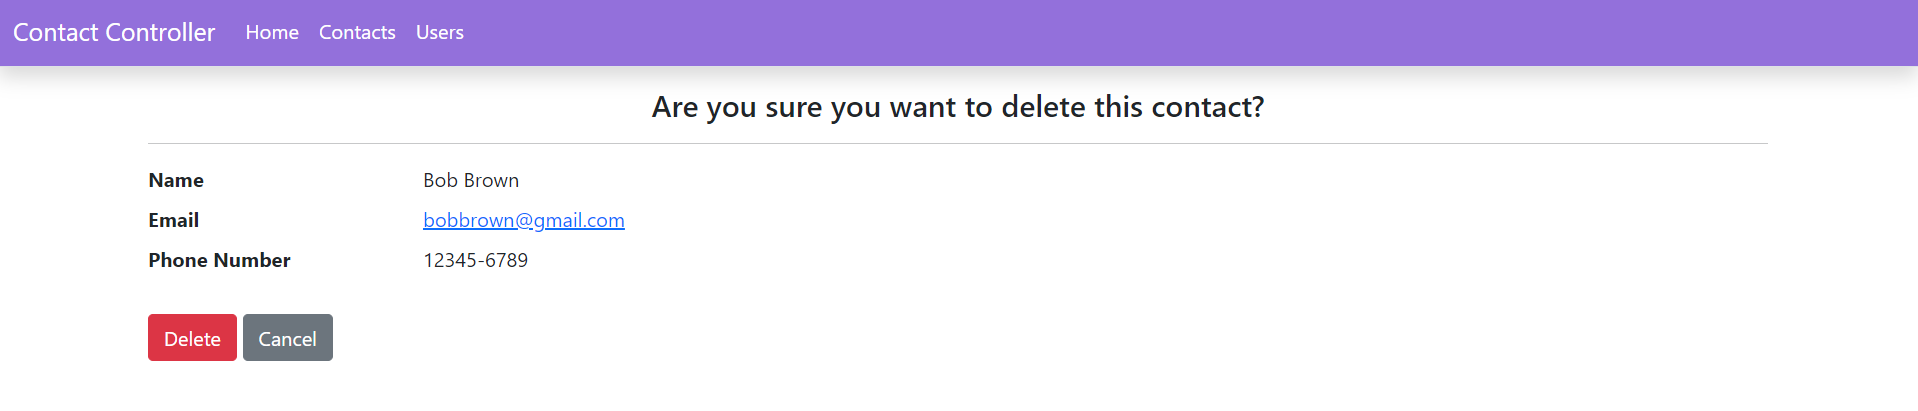 Contact Controller Home Contacts Users
Are you sure you want to delete this contact?
Name Bob Brown
Email bobbrown@gmail.com
Phone Number 12345-6789
Delete Cancel